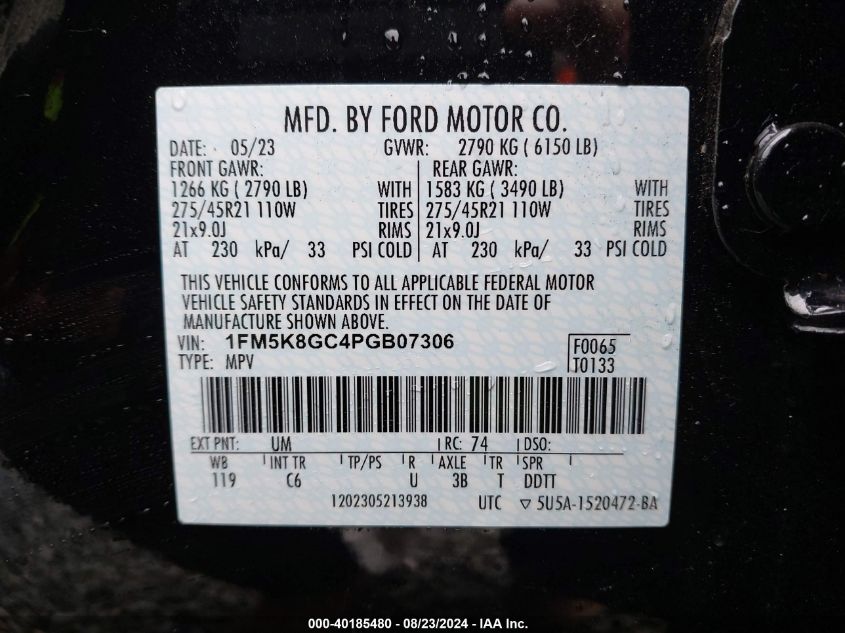 MFD. BY FORD MOTOR CO.
DATE: 05/23 GVWR: 2790 KG ( 6150 LB)
FRONT GAWR: REAR GAWR:
1266 KG ( 2790 LB) WITH 1583 KG ( 3490 LB) WITH
275/45R21 110W TIRES 275/45R21 110W TIRES
21x9.0J RIMS 21x9.0J RIMS
AT 230 kPa/ 33 PSI COLD AT 230 kPa/ 33 PSI COLD
THIS VEHICLE CONFORMS TO ALL APPLICABLE FEDERAL MOTOR
VEHICLE SAFETY STANDARDS IN EFFECT ON THE DATE OF
MANUFACTURE SHOWN ABOVE.
VIN: 1FM5K8GC4PGB07306 F0065
TYPE: MPV T0133
EXT PNT: UM RC: 74 DSO:
WB INT TR TP/PS R AXLE TR SPR
119 C6 U 3B T DDTT
1202305213938 UTC ▽ 5U5A-1520472-BA
000-40185480 - 08/23/2024 - IAA Inc.